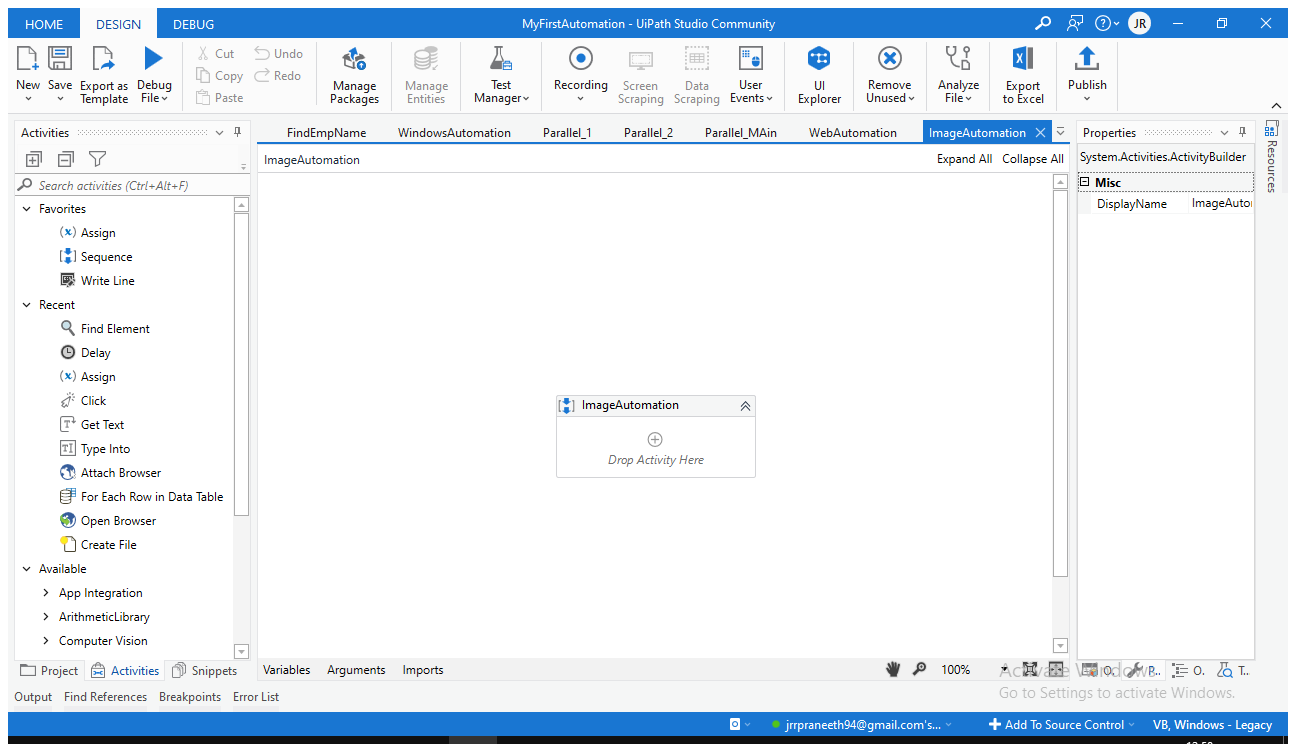 HOME DESIGN DEBUG MyFirstAutomation - UiPath Studio Community JR
Cut Undo
Copy Redo
Paste
New Save Export as Template Debug File Manage Packages Manage Entities Test Manager Recording Screen Scraping Data Scraping User Events UI Explorer Remove Unused Analyze File Export to Excel Publish
Activities
Search activities (Ctrl+Alt+F)
Favorites
Assign
Sequence
Write Line
Recent
Find Element
Delay
Assign
Click
Get Text
Type Into
Attach Browser
For Each Row in Data Table
Open Browser
Create File
Available
App Integration
ArithmeticLibrary
Computer Vision
Project Activities Snippets
FindEmpName WindowsAutomation Parallel_1 Parallel_2 Parallel_MAin WebAutomation ImageAutomation
ImageAutomation Expand All Collapse All
ImageAutomation
Drop Activity Here
Variables Arguments Imports 100%
Properties
System.Activities.ActivityBuilder
Misc
DisplayName ImageAuto
Resources
O. P.. O. T..
Activate Windows
Go to Settings to activate Windows.
Output Find References Breakpoints Error List
jrrpraneeth94@gmail.com's... Add To Source Control VB, Windows - Legacy